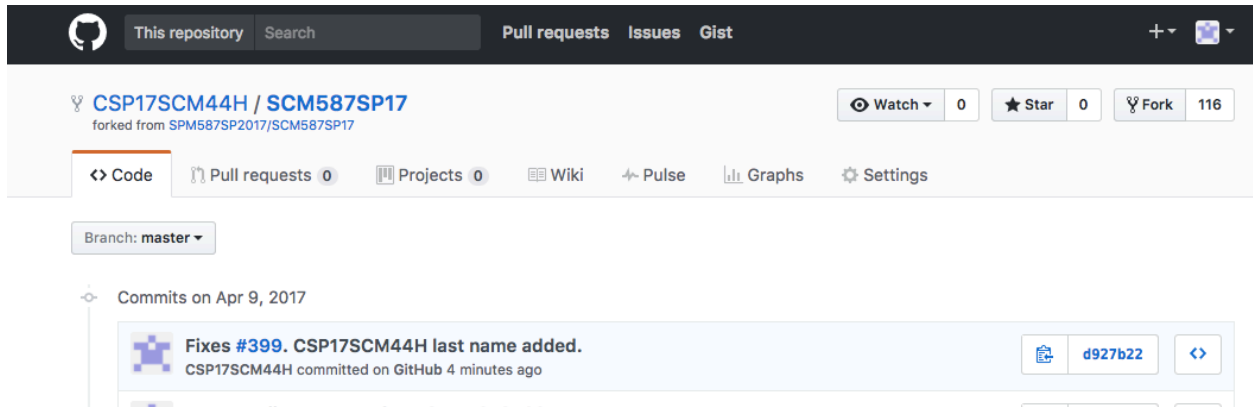 This repository Search Pull requests Issues Gist
CSP17SCM44H / SCM587SP17 Watch 0 Star 0 Fork 116
forked from SPM587SP2017/SCM587SP17
Code Pull requests 0 Projects 0 Wiki Pulse Graphs Settings
Branch: master
Commits on Apr 9, 2017
Fixes #399. CSP17SCM44H last name added.
CSP17SCM44H committed on GitHub 4 minutes ago
d927b22